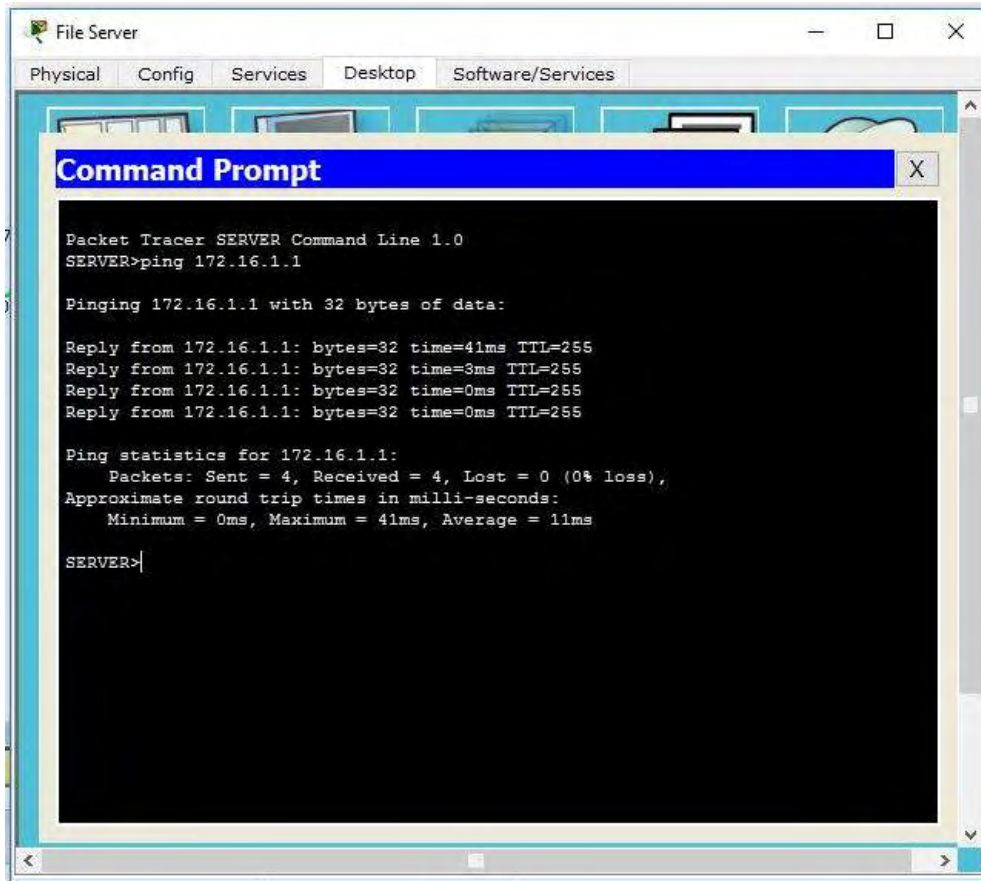 File Server
Physical Config Services Desktop Software/Services
Command Prompt X
Packet Tracer SERVER Command Line 1.0
SERVER>ping 172.16.1.1
Pinging 172.16.1.1 with 32 bytes of data:
Reply from 172.16.1.1: bytes=32 time=41ms TTL=255
Reply from 172.16.1.1: bytes=32 time=3ms TTL=255
Reply from 172.16.1.1: bytes=32 time=0ms TTL=255
Reply from 172.16.1.1: bytes=32 time=0ms TTL=255
Ping statistics for 172.16.1.1:
Packets: Sent = 4, Received = 4, Lost = 0 (0% loss),
Approximate round trip times in milli-seconds:
Minimum = 0ms, Maximum = 41ms, Average = 11ms
SERVER>